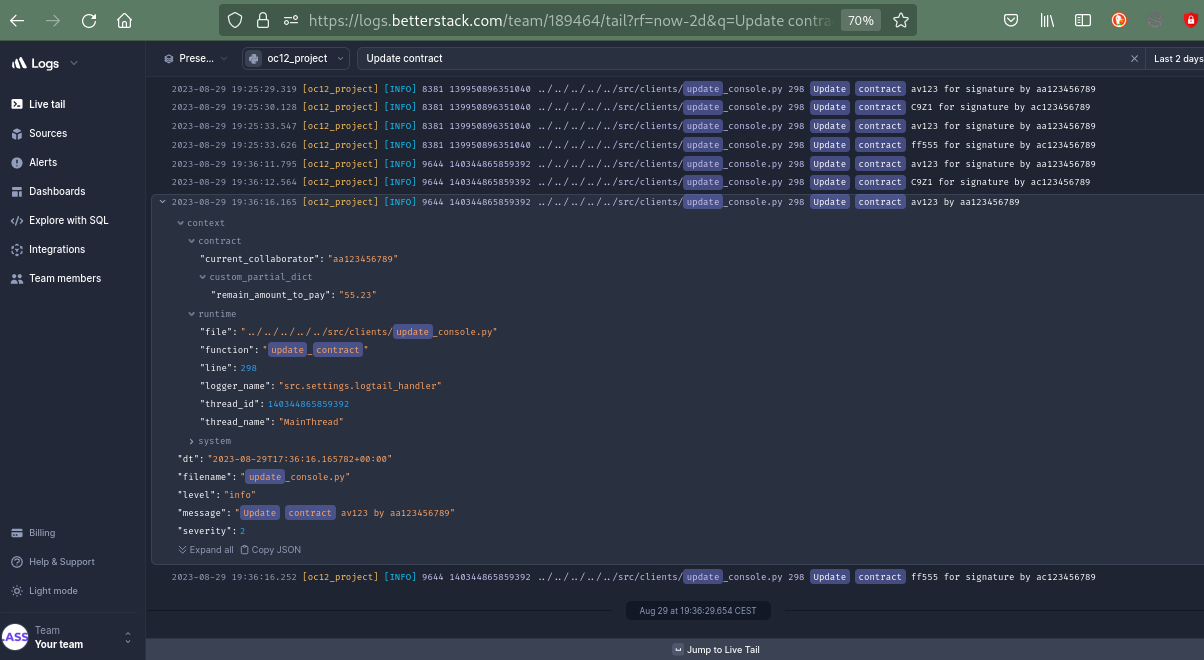 https://logs.betterstack.com/team/189464/tail?rf=now-2d&q=Update contra
70%
Logs
Prese...
oc12_project
Update contract
Last 2 days
Live tail
Sources
Alerts
Dashboards
Explore with SQL
Integrations
Team members
2023-08-29 19:25:29.319 [oc12_project] [INFO] 8381 139950896351040 ../../../../../src/clients/update_console.py 298 Update contract av123 for signature by aa123456789
2023-08-29 19:25:30.128 [oc12_project] [INFO] 8381 139950896351040 ../../../../../src/clients/update_console.py 298 Update contract C9Z1 for signature by ac123456789
2023-08-29 19:25:33.547 [oc12_project] [INFO] 8381 139950896351040 ../../../../../src/clients/update_console.py 298 Update contract av123 for signature by aa123456789
2023-08-29 19:25:33.626 [oc12_project] [INFO] 8381 139950896351040 ../../../../../src/clients/update_console.py 298 Update contract ff555 for signature by ac123456789
2023-08-29 19:36:11.795 [oc12_project] [INFO] 9644 140344865859392 ../../../../../src/clients/update_console.py 298 Update contract av123 for signature by aa123456789
2023-08-29 19:36:12.564 [oc12_project] [INFO] 9644 140344865859392 ../../../../../src/clients/update_console.py 298 Update contract C9Z1 for signature by ac123456789
2023-08-29 19:36:16.165 [oc12_project] [INFO] 9644 140344865859392 ../../../../../src/clients/update_console.py 298 Update contract av123 by aa123456789
context
contract
"current_collaborator": "aa123456789"
custom_partial_dict
"remain_amount_to_pay": "55.23"
runtime
"file": "../../../../../src/clients/update_console.py"
"function": "update_contract"
"line": 298
"logger_name": "src.settings.logtail_handler"
"thread_id": 140344865859392
"thread_name": "MainThread"
system
"dt": "2023-08-29T17:36:16.165782+00:00"
"filename": "update_console.py"
"level": "info"
"message": "Update contract av123 by aa123456789"
"severity": 2
Expand all Copy JSON
2023-08-29 19:36:16.252 [oc12_project] [INFO] 9644 140344865859392 ../../../../../src/clients/update_console.py 298 Update contract ff555 for signature by ac123456789
Aug 29 at 19:36:29.654 CEST
Jump to Live Tail
Billing
Help & Support
Light mode
.ASS
Team
Your team